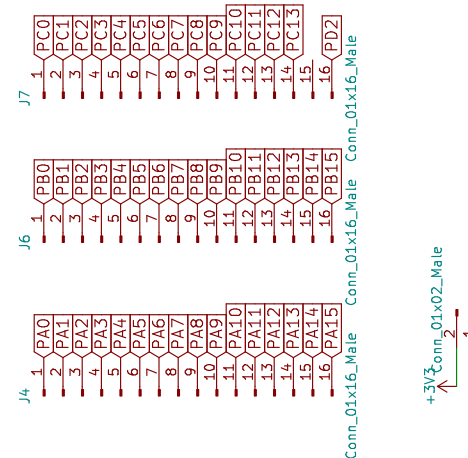 PC0 PC1 PC2 PC3 PC4 PC5 PC6 PC7 PC8 PC9 PC10 PC11 PC12 PC13 PD2
1 2 3 4 5 6 7 8 9 10 11 12 13 14 15 16
J7
Conn_01x16_Male
PB0 PB1 PB2 PB3 PB4 PB5 PB6 PB7 PB8 PB9 PB10 PB11 PB12 PB13 PB14 PB15
1 2 3 4 5 6 7 8 9 10 11 12 13 14 15 16
J6
Conn_01x16_Male
PA0 PA1 PA2 PA3 PA4 PA5 PA6 PA7 PA8 PA9 PA10 PA11 PA12 PA13 PA14 PA15
1 2 3 4 5 6 7 8 9 10 11 12 13 14 15 16
J4
Conn_01x16_Male
Conn_01x02_Male
2
+3V3